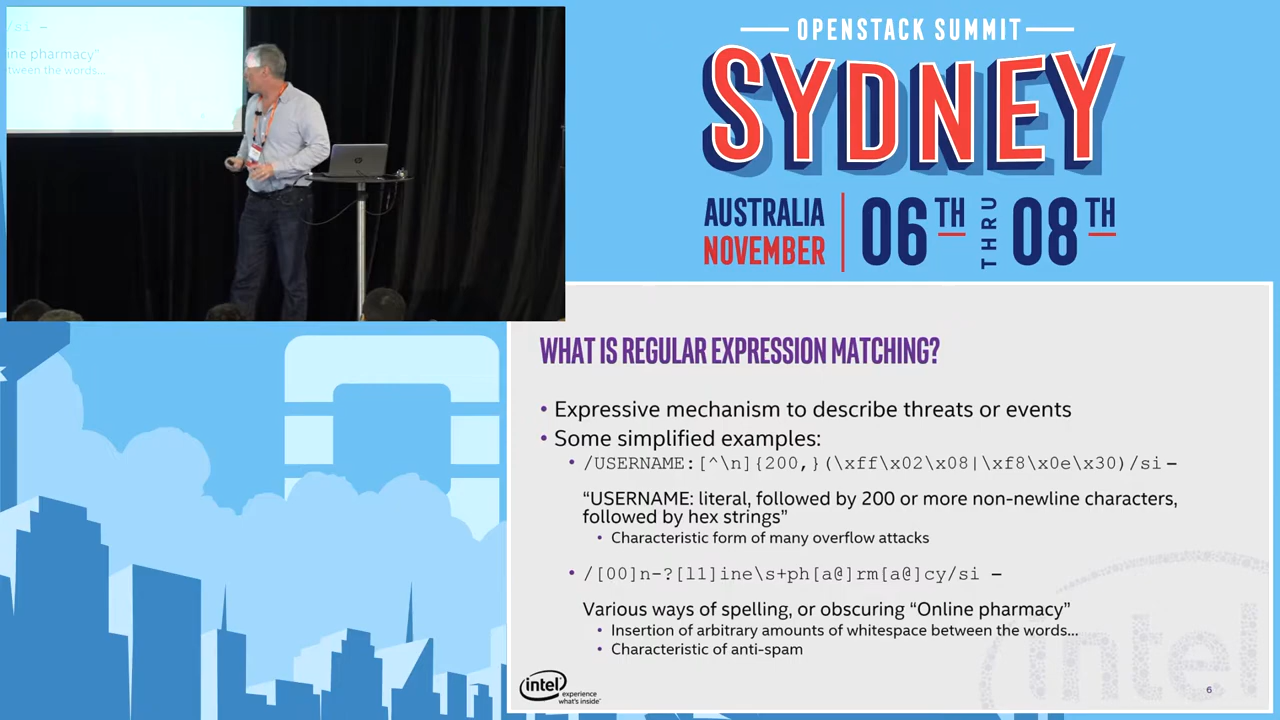 /si –
ine pharmacy”
tween the words...
OPENSTACK SUMMIT
SYDNEY
AUSTRALIA
NOVEMBER
06TH
THRU
08TH
WHAT IS REGULAR EXPRESSION MATCHING?
• Expressive mechanism to describe threats or events
• Some simplified examples:
• /USERNAME:[^\n]{200,}(\xff\x02\x08|\xf8\x0e\x30)/si –
“USERNAME: literal, followed by 200 or more non-newline characters,
followed by hex strings”
• Characteristic form of many overflow attacks
• /[O0]n-?[l1]ine\s+ph[a@]rm[a@]cy/si –
Various ways of spelling, or obscuring “Online pharmacy”
• Insertion of arbitrary amounts of whitespace between the words...
• Characteristic of anti-spam
intel
intel
experience
what's inside™
6